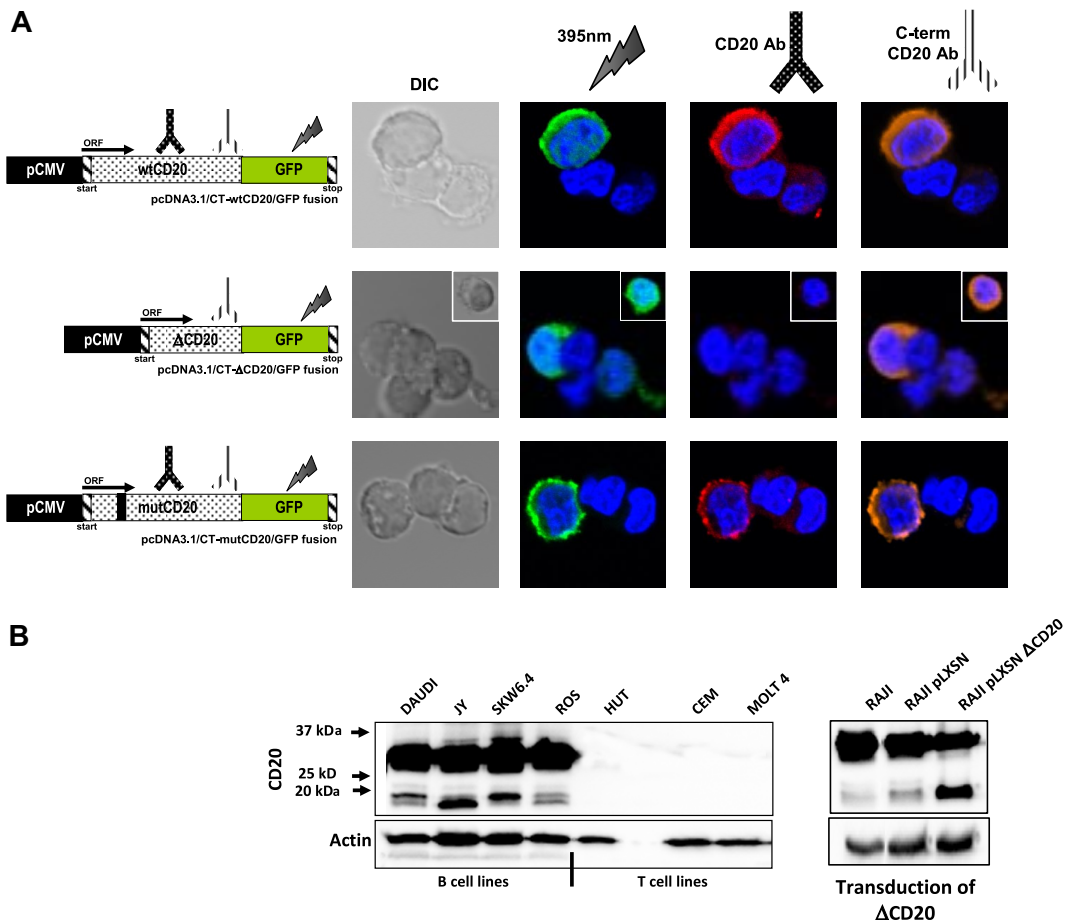 A
395nm
CD20 Ab
C-term
CD20 Ab
DIC
ORF
pCMV
wtCD20
GFP
start
stop
pcDNA3.1/CT-wtCD20/GFP fusion
ORF
pCMV
ΔCD20
GFP
start
stop
pcDNA3.1/CT-ΔCD20/GFP fusion
ORF
pCMV
mutCD20
GFP
start
stop
pcDNA3.1/CT-mutCD20/GFP fusion
B
DAUDI
JY
SKW6.4
ROS
HUT
CEM
MOLT 4
RAJI
RAJI pLXSN
RAJI pLXSN ΔCD20
CD20
37 kDa
25 kD
20 kDa
Actin
B cell lines
T cell lines
Transduction of
ΔCD20